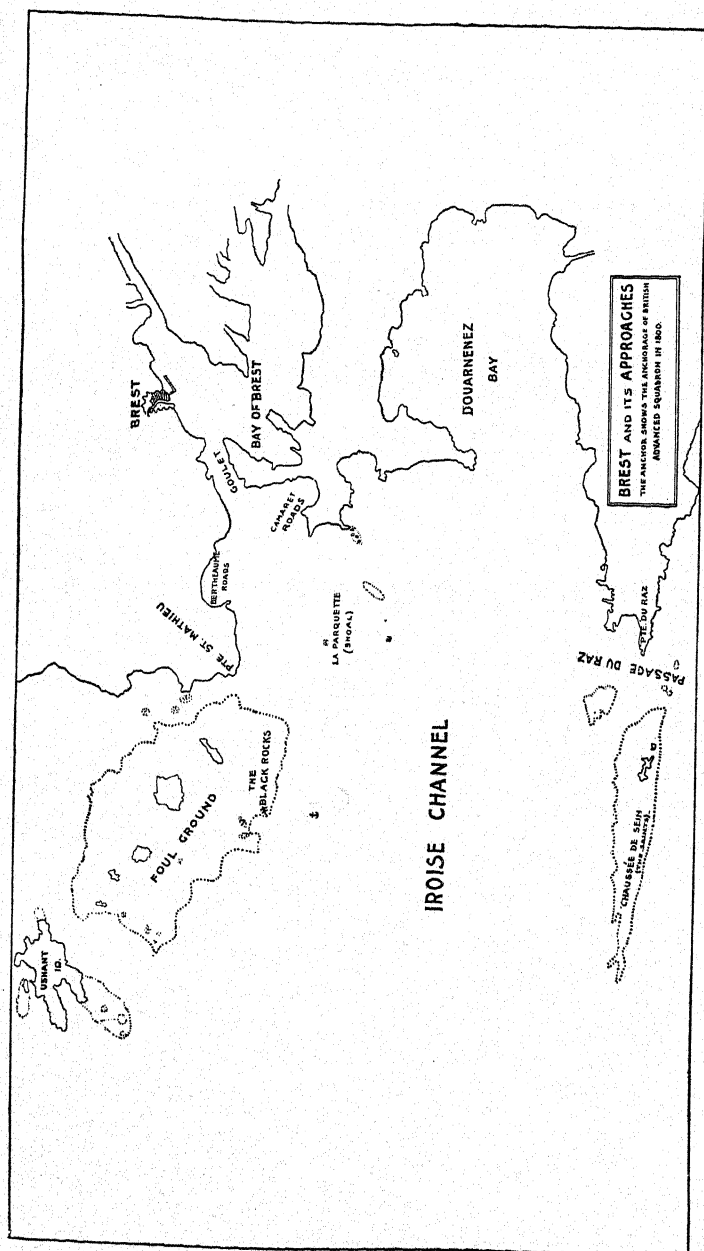 BREST AND ITS APPROACHES
THE ANCHOR SHOWS THE ANCHORAGE OF BRITISH
ADVANCED SQUADRON IN 1800.
USHANT
ID.
FOUL GROUND
THE
BLACK ROCKS
PTE ST. MATHIEU
BERTHEAUME
ROADS
GOULET
BREST
BAY OF BREST
CAMARET
ROADS
LA PARQUETTE
(SHOAL)
IROISE CHANNEL
DOUARNENEZ
BAY
CHAUSSÉE DE SEIN
(THE SAINTS)
PASSAGE DU RAZ
PTE. DU RAZ